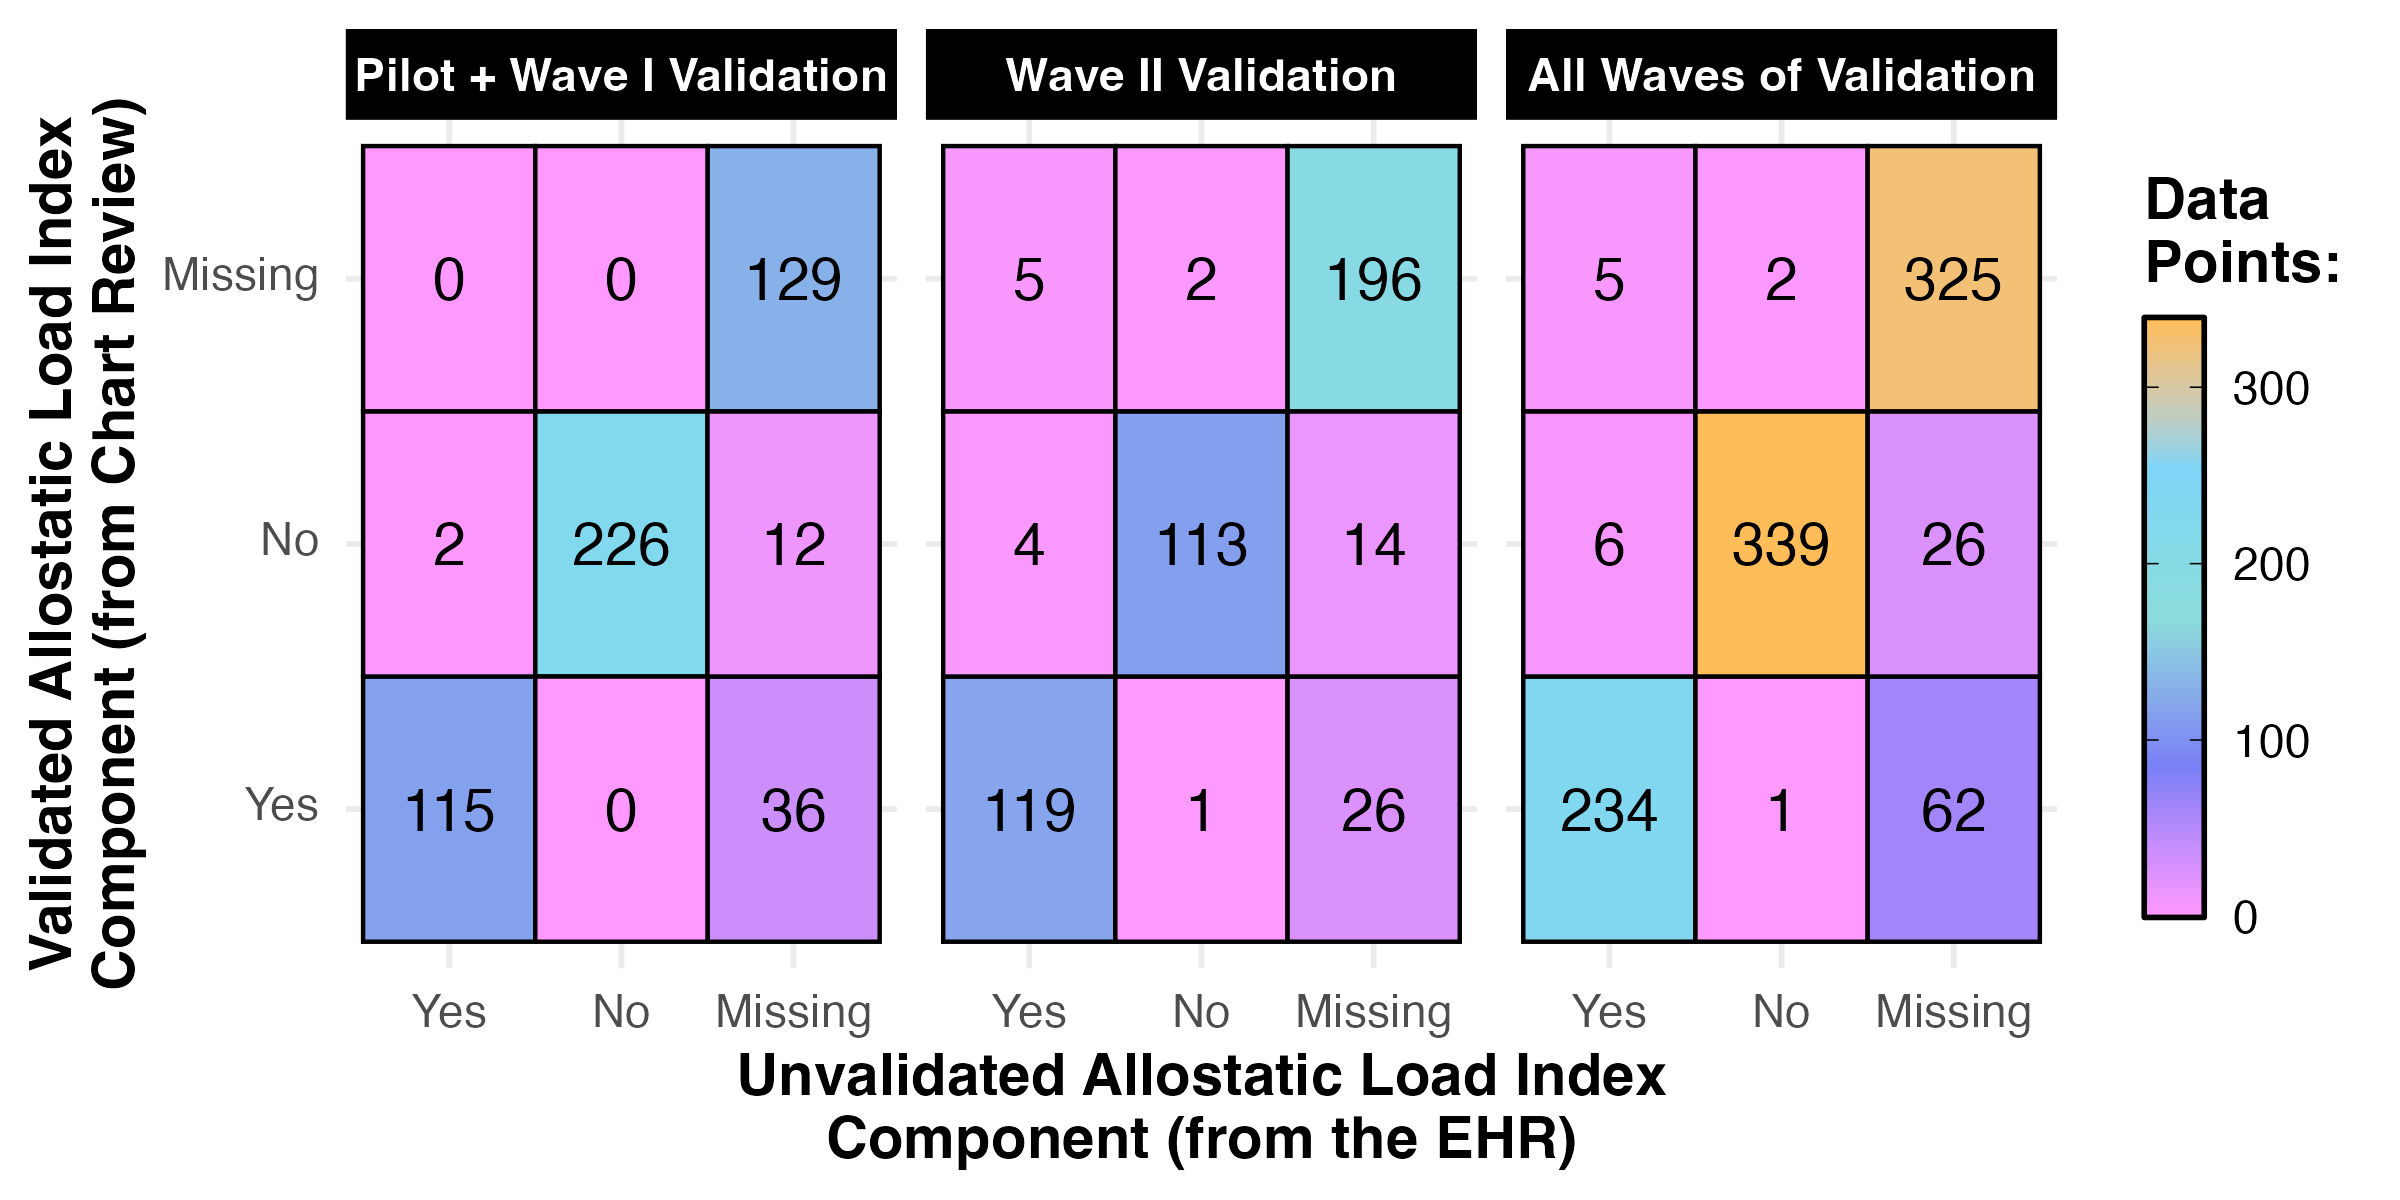 Pilot + Wave I Validation
Wave II Validation
All Waves of Validation
Validated Allostatic Load Index
Component (from Chart Review)
Missing
0 0 129
5 2 196
5 2 325
No
2 226 12
4 113 14
6 339 26
Yes
115 0 36
119 1 26
234 1 62
Yes No Missing
Yes No Missing
Yes No Missing
Unvalidated Allostatic Load Index
Component (from the EHR)
Data
Points:
300
200
100
0